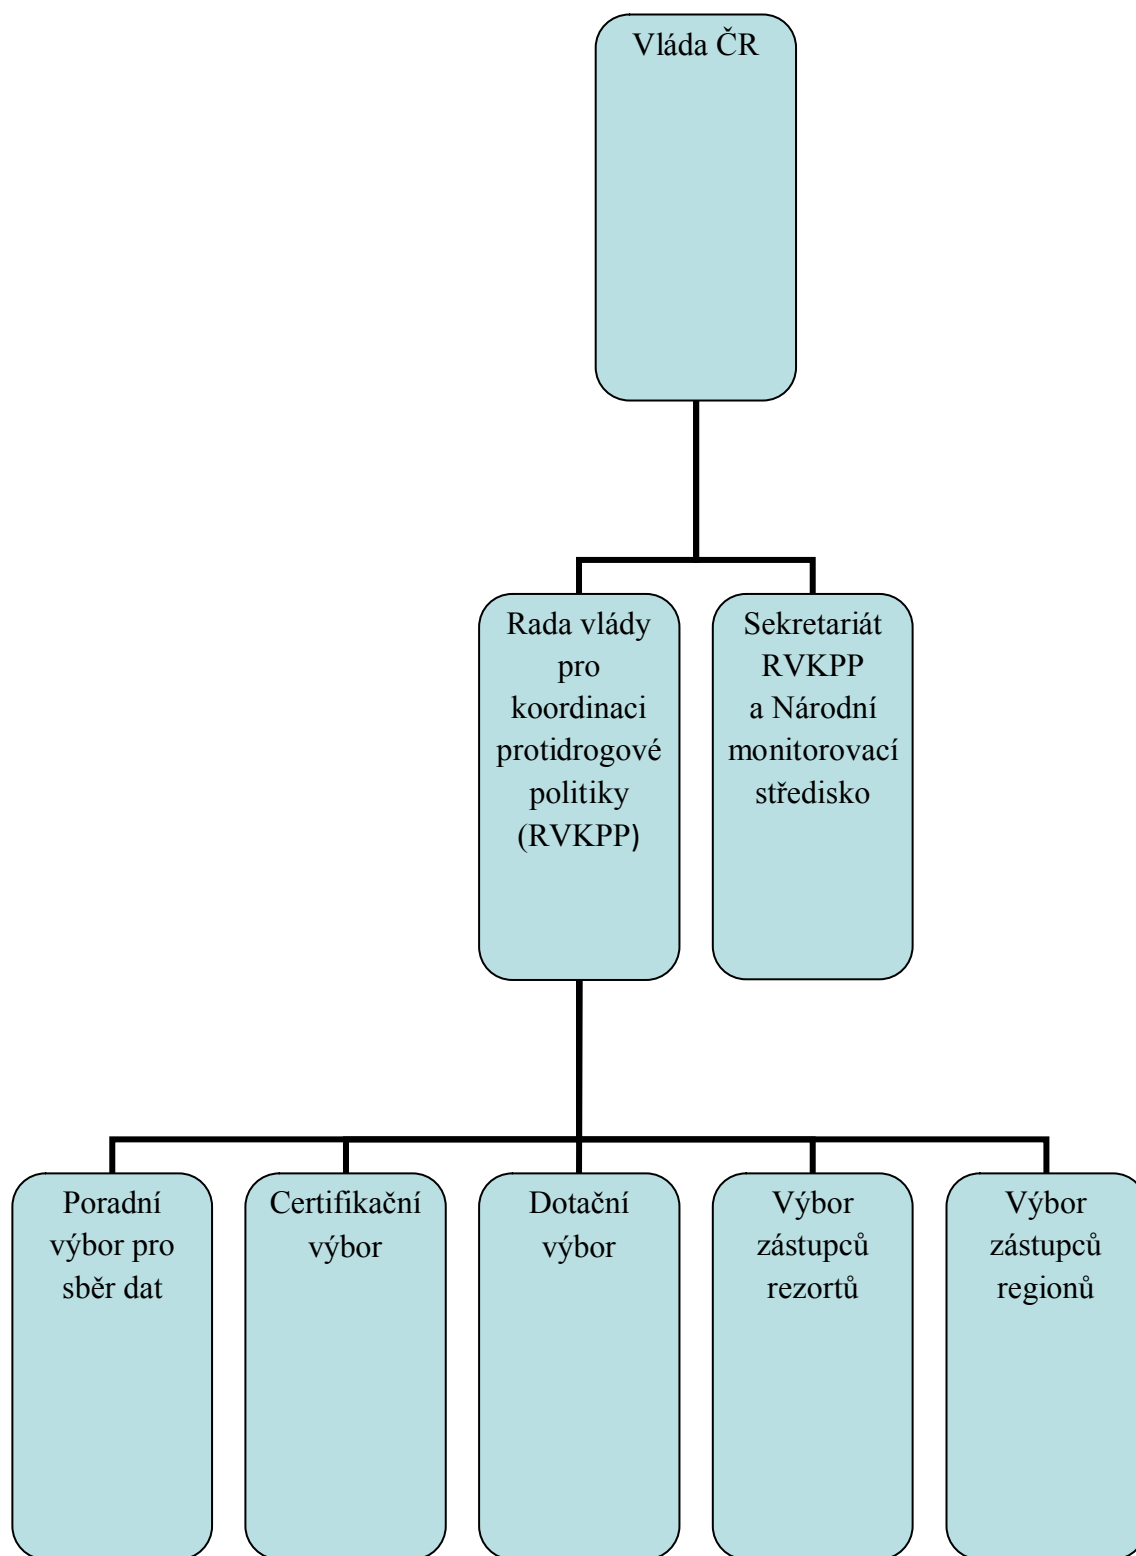 Vláda ČR
Rada vlády
pro
koordinaci
protidrogové
politiky
(RVKPP)
Sekretariát
RVKPP
a Národní
monitorovací
středisko
Poradní
výbor pro
sběr dat
Certifikační
výbor
Dotační
výbor
Výbor
zástupců
rezortů
Výbor
zástupců
regionů